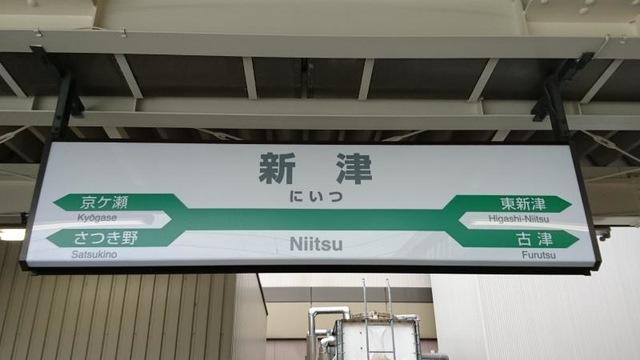 新津
にいつ
京ケ瀬
Kyōgase
東新津
Higashi-Niitsu
さつき野
Satsukino
Niitsu
古津
Furutsu